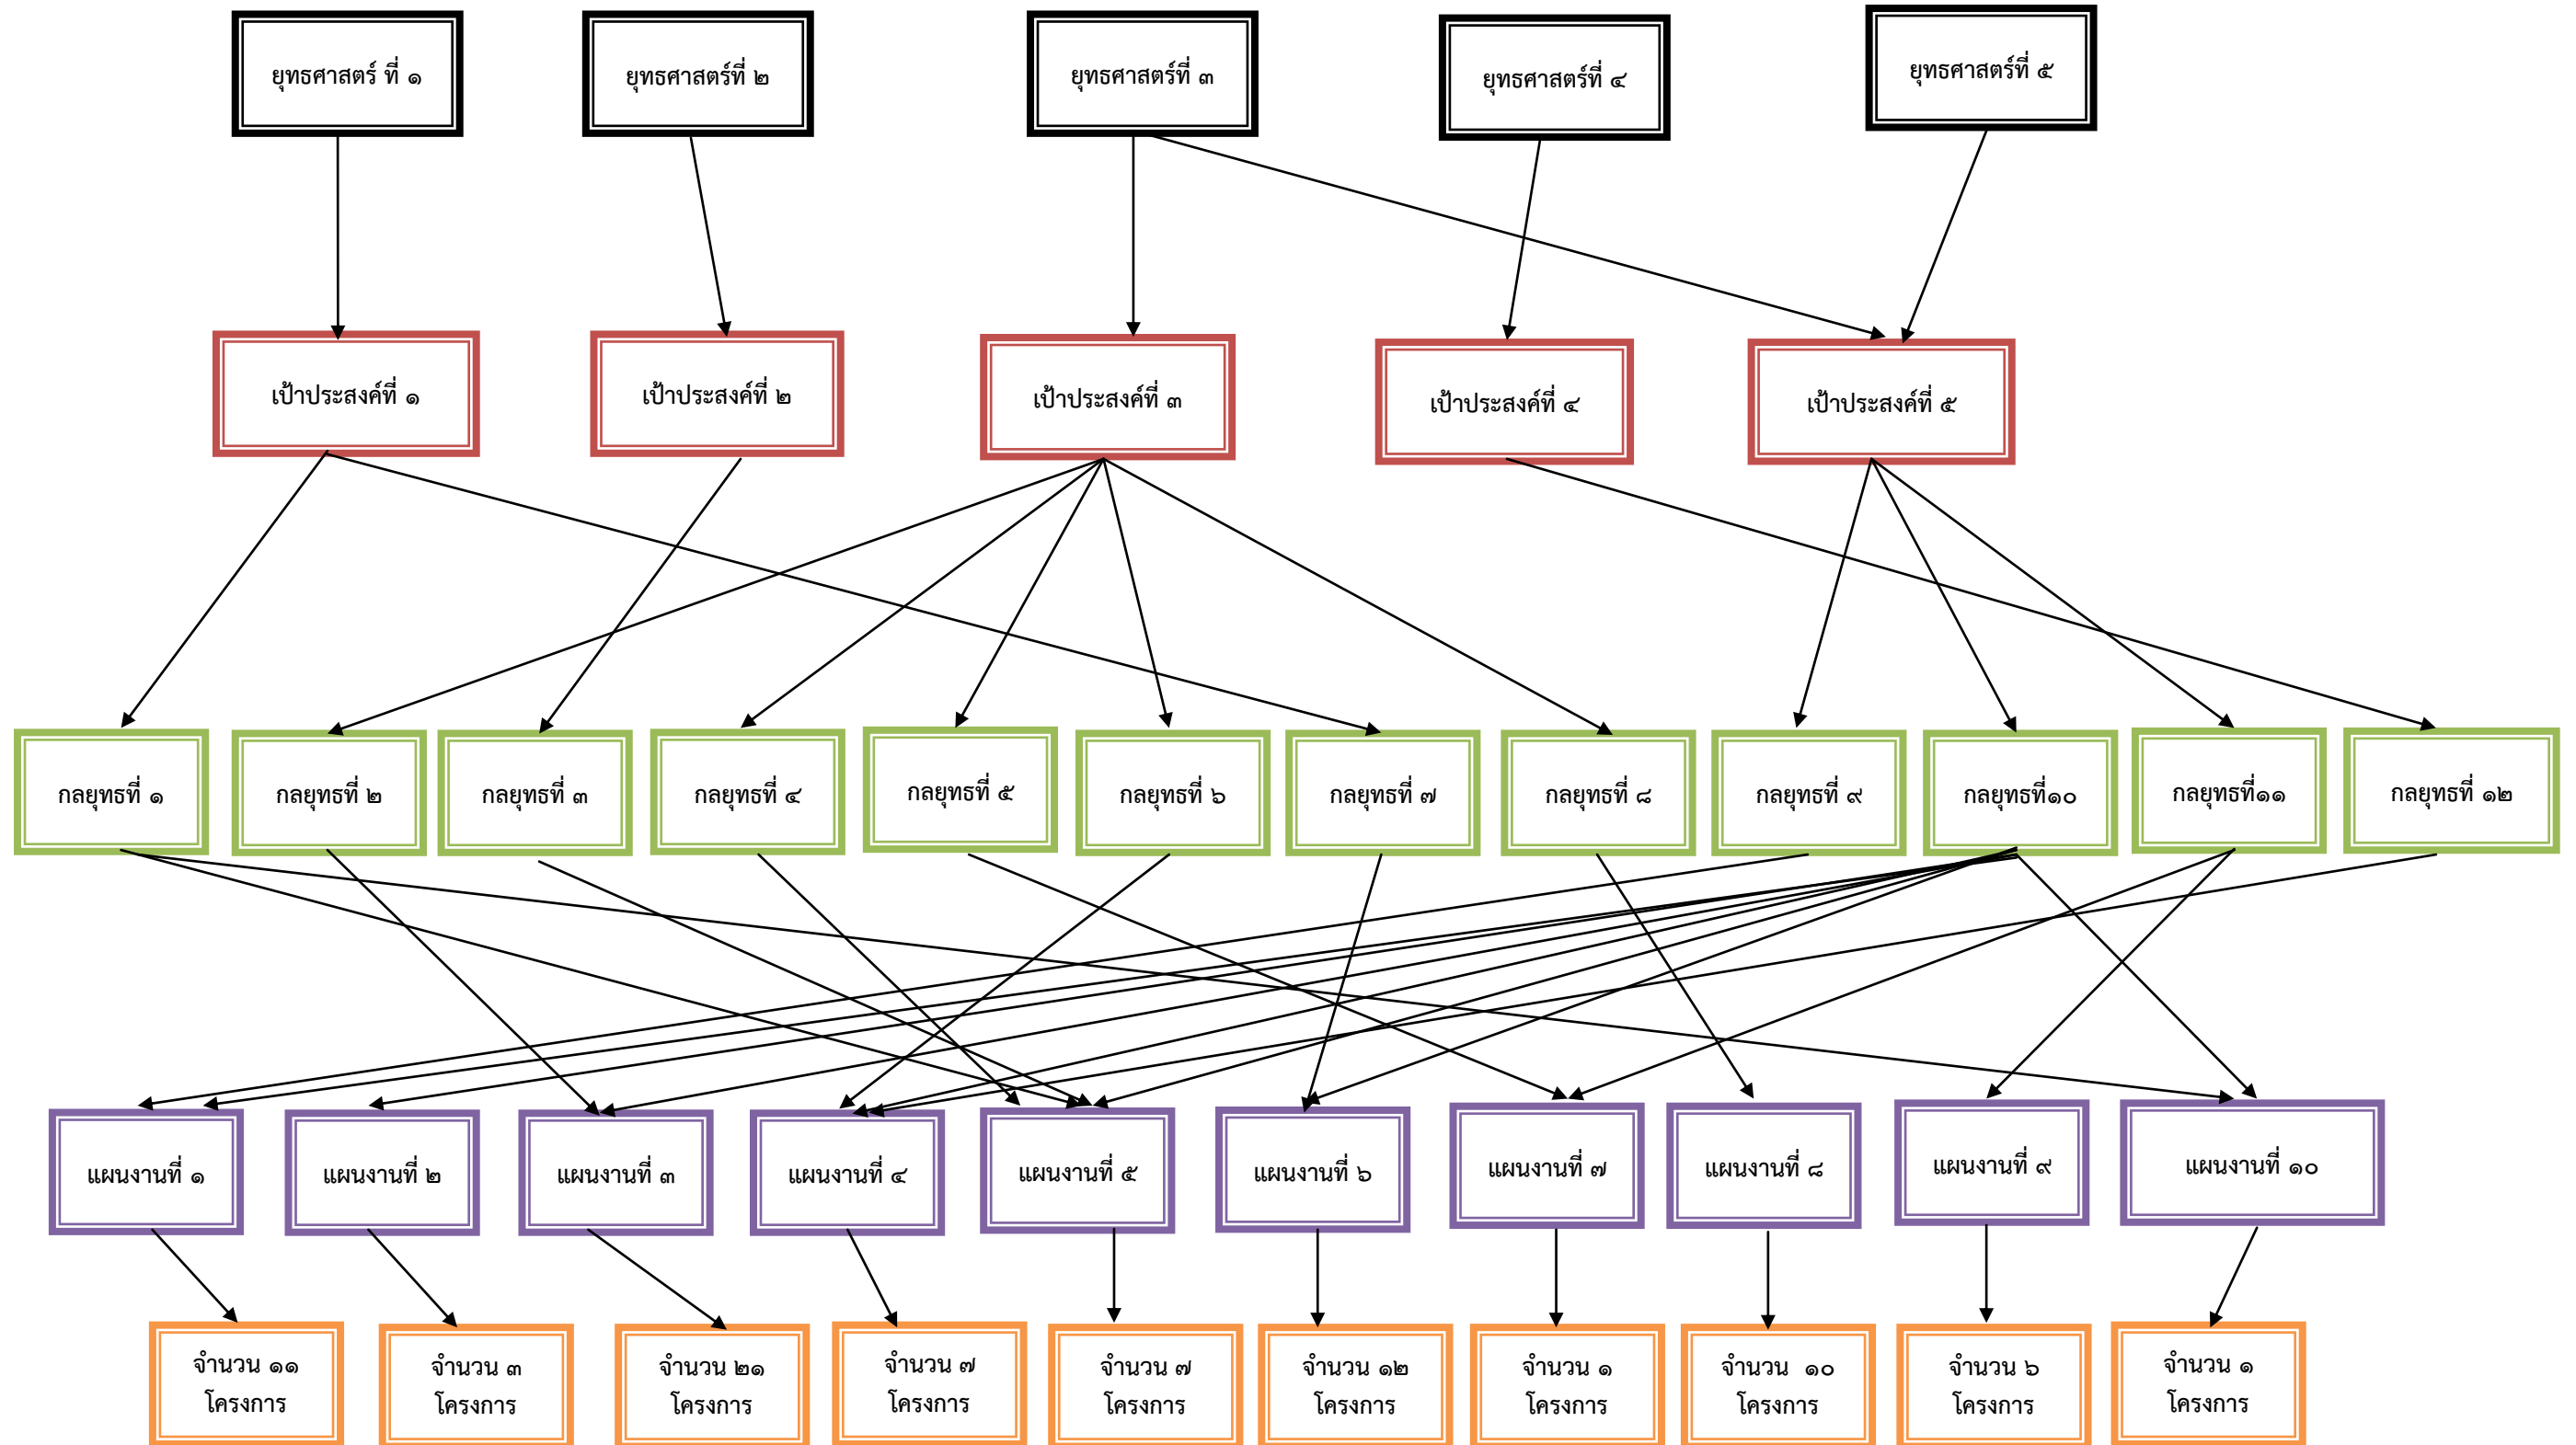 ยุทธศาสตร์ ที่ ๑
ยุทธศาสตร์ที่ ๒
ยุทธศาสตร์ที่ ๓
ยุทธศาสตร์ที่ ๔
ยุทธศาสตร์ที่ ๕
เป้าประสงค์ที่ ๑
เป้าประสงค์ที่ ๒
เป้าประสงค์ที่ ๓
เป้าประสงค์ที่ ๔
เป้าประสงค์ที่ ๕
กลยุทธที่ ๑
กลยุทธที่ ๒
กลยุทธที่ ๓
กลยุทธที่ ๔
กลยุทธที่ ๕
กลยุทธที่ ๖
กลยุทธที่ ๗
กลยุทธที่ ๘
กลยุทธที่ ๙
กลยุทธที่๑๐
กลยุทธที่๑๑
กลยุทธที่ ๑๒
แผนงานที่ ๑
แผนงานที่ ๒
แผนงานที่ ๓
แผนงานที่ ๔
แผนงานที่ ๕
แผนงานที่ ๖
แผนงานที่ ๗
แผนงานที่ ๘
แผนงานที่ ๙
แผนงานที่ ๑๐
จำนวน ๑๑
โครงการ
จำนวน ๓
โครงการ
จำนวน ๒๑
โครงการ
จำนวน ๗
โครงการ
จำนวน ๗
โครงการ
จำนวน ๑๒
โครงการ
จำนวน ๑
โครงการ
จำนวน ๑๐
โครงการ
จำนวน ๖
โครงการ
จำนวน ๑
โครงการ